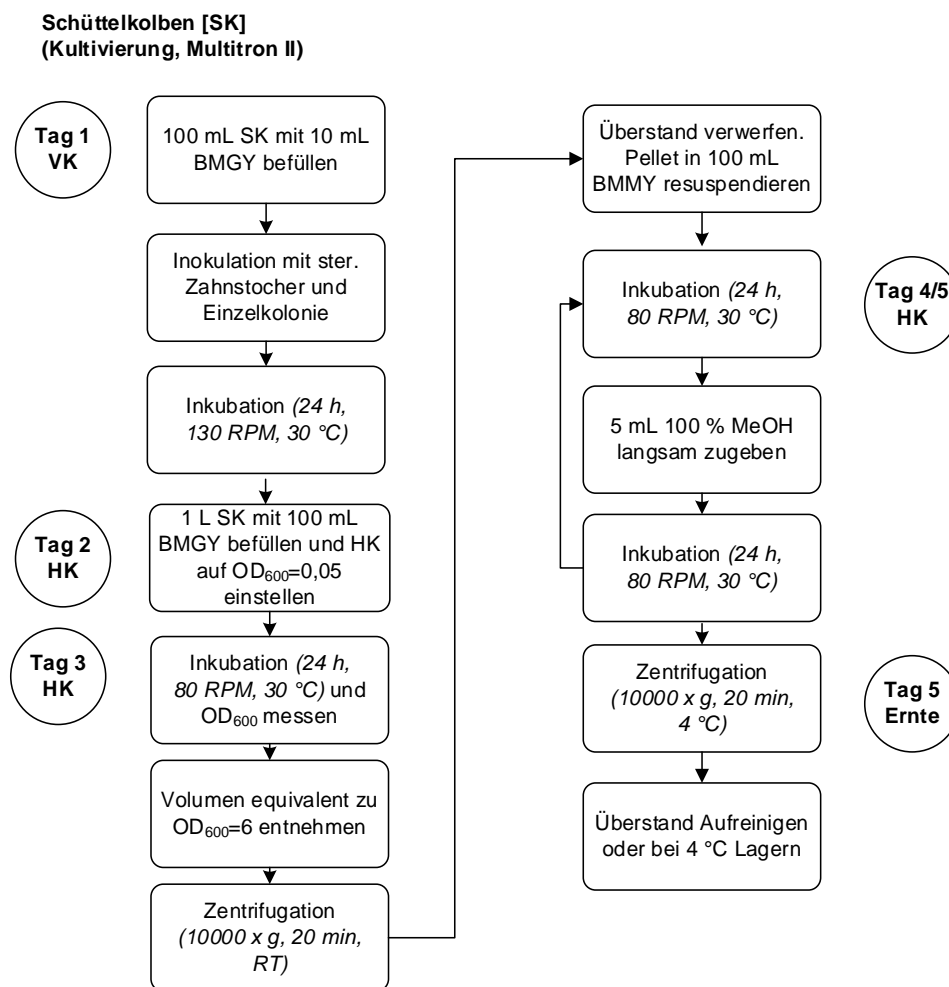 Schüttelkolben [SK]
(Kultivierung, Multitron II)
Tag 1
VK
100 mL SK mit 10 mL
BMGY befüllen
Inokulation mit ster.
Zahnstocher und
Einzelkolonie
Inkubation (24 h,
130 RPM, 30 °C)
Tag 2
HK
1 L SK mit 100 mL
BMGY befüllen und HK
auf OD₆₀₀=0,05
einstellen
Tag 3
HK
Inkubation (24 h,
80 RPM, 30 °C) und
OD₆₀₀ messen
Volumen equivalent zu
OD₆₀₀=6 entnehmen
Zentrifugation
(10000 x g, 20 min,
RT)
Überstand verwerfen.
Pellet in 100 mL
BMMY resuspendieren
Inkubation (24 h,
80 RPM, 30 °C)
Tag 4/5
HK
5 mL 100 % MeOH
langsam zugeben
Inkubation (24 h,
80 RPM, 30 °C)
Zentrifugation
(10000 x g, 20 min,
4 °C)
Tag 5
Ernte
Überstand Aufreinigen
oder bei 4 °C Lagern